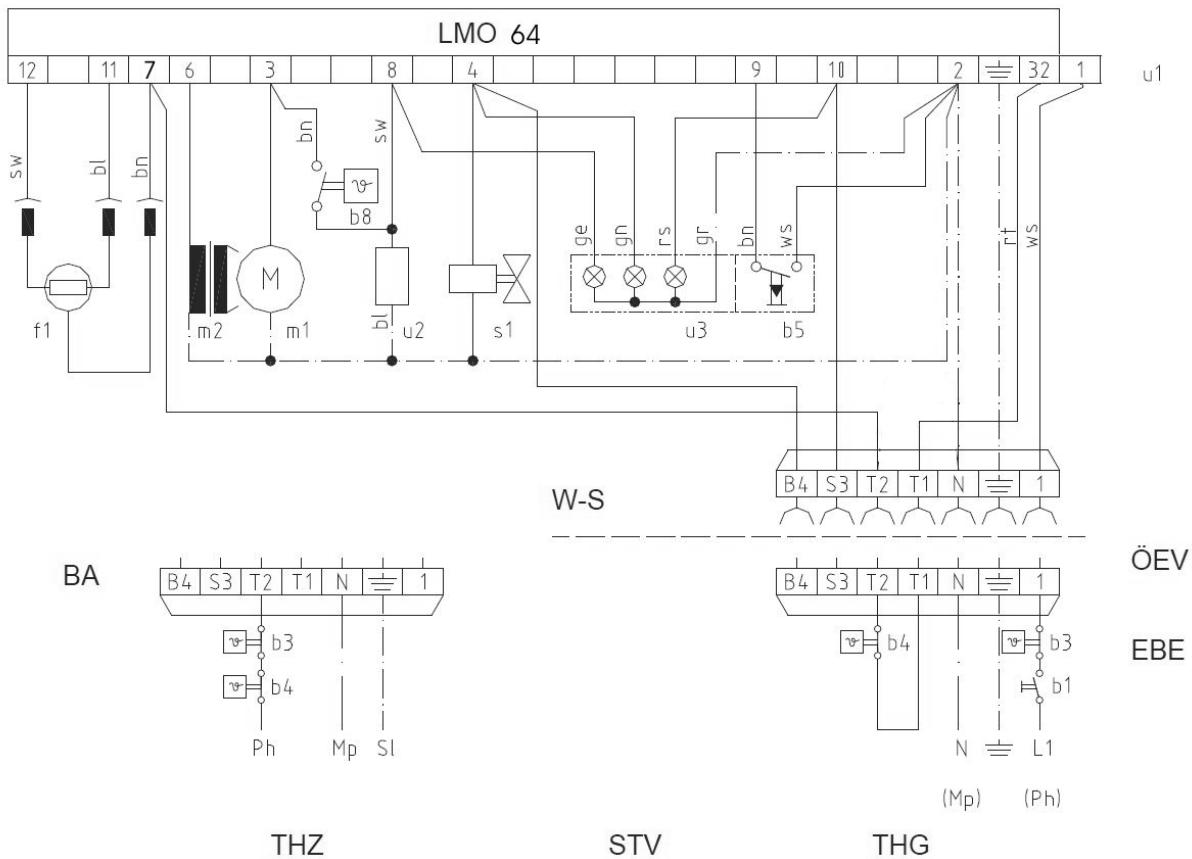 LMO 64
12 11 7 6 3 8 4 9 10 2 32 1 u1
sw bl bn bn sw ge gn rs gr bn ws rt ws
ϑ
b8
M
f1 m2 m1 bl u2 s1 u3 b5
B4 S3 T2 T1 N 1
W-S
ÖEV
BA
B4 S3 T2 T1 N 1
B4 S3 T2 T1 N 1
ϑ b3
ϑ b4
ϑ b4
ϑ b3
b1
EBE
Ph Mp Sl
N L1
(Mp) (Ph)
THZ STV THG